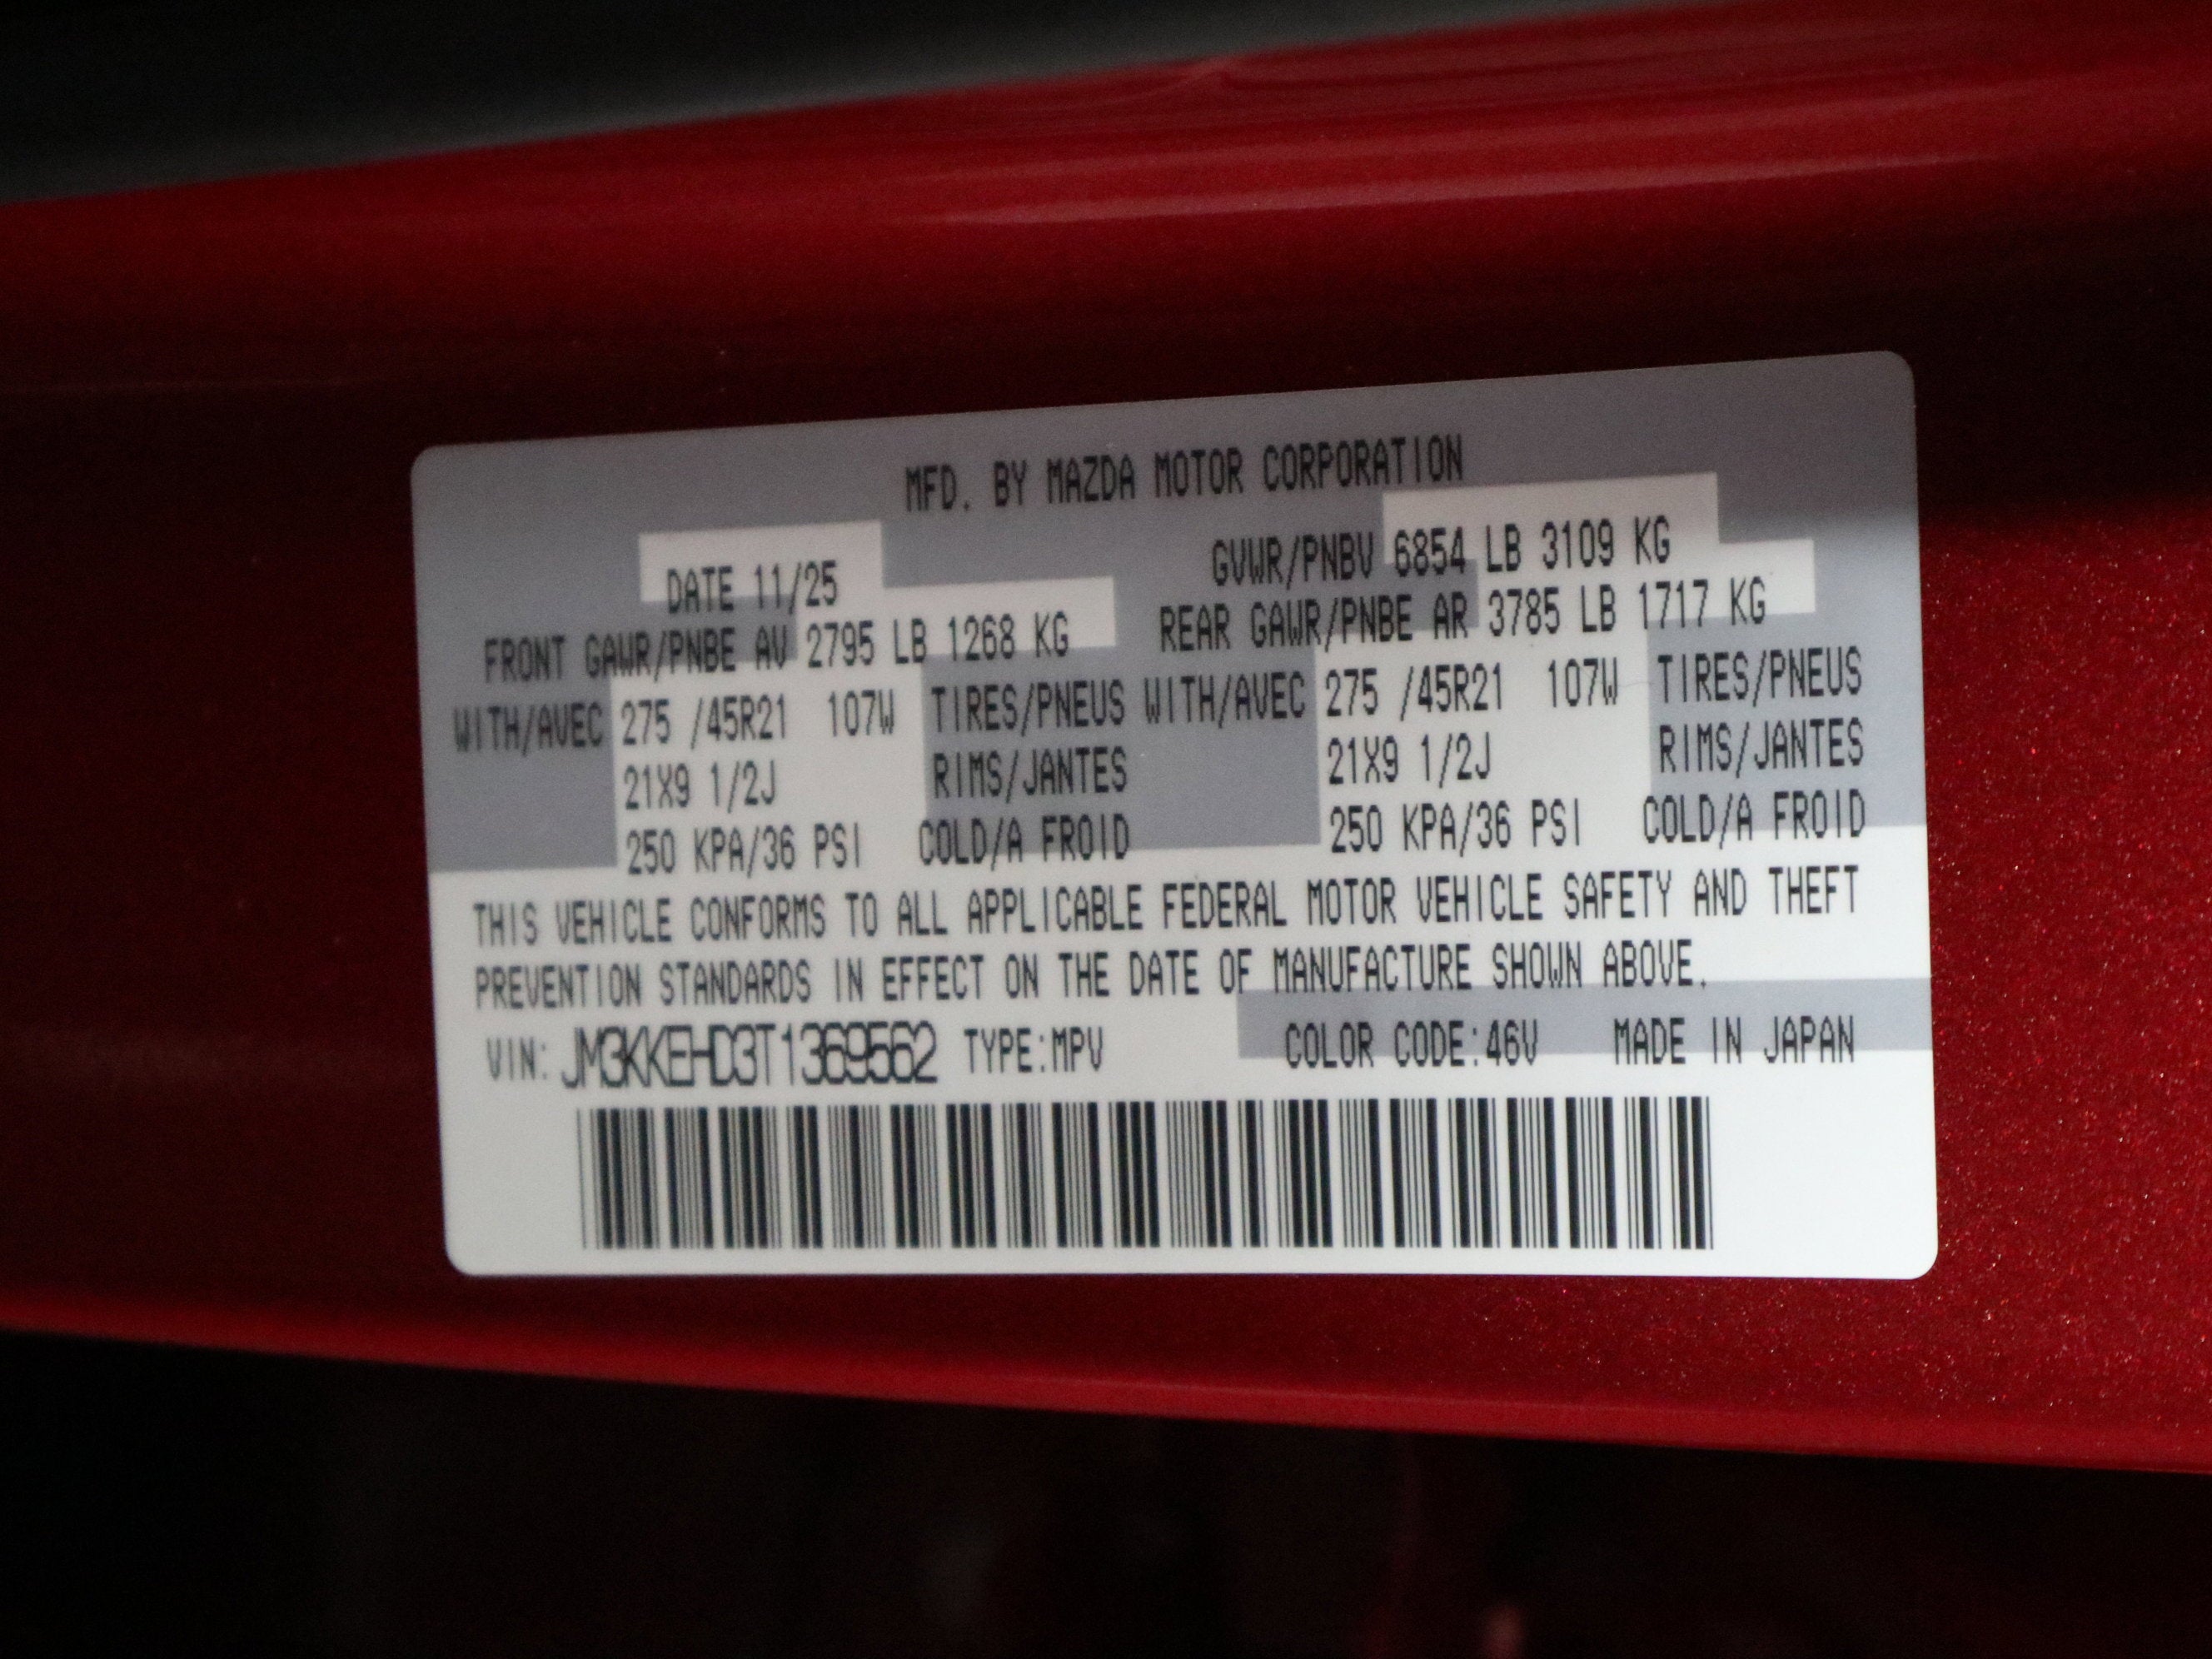 MFD. BY MAZDA MOTOR CORPORATION
DATE 11/25 GVWR/PNBV 6854 LB 3109 KG
FRONT GAWR/PNBE AV 2795 LB 1268 KG REAR GAWR/PNBE AR 3785 LB 1717 KG
WITH/AVEC 275 /45R21 107W TIRES/PNEUS WITH/AVEC 275 /45R21 107W TIRES/PNEUS
21X9 1/2J RIMS/JANTES 21X9 1/2J RIMS/JANTES
250 KPA/36 PSI COLD/A FROID 250 KPA/36 PSI COLD/A FROID
THIS VEHICLE CONFORMS TO ALL APPLICABLE FEDERAL MOTOR VEHICLE SAFETY AND THEFT
PREVENTION STANDARDS IN EFFECT ON THE DATE OF MANUFACTURE SHOWN ABOVE.
VIN: JM3KKEHD3T1369562 TYPE:MPV COLOR CODE:46V MADE IN JAPAN